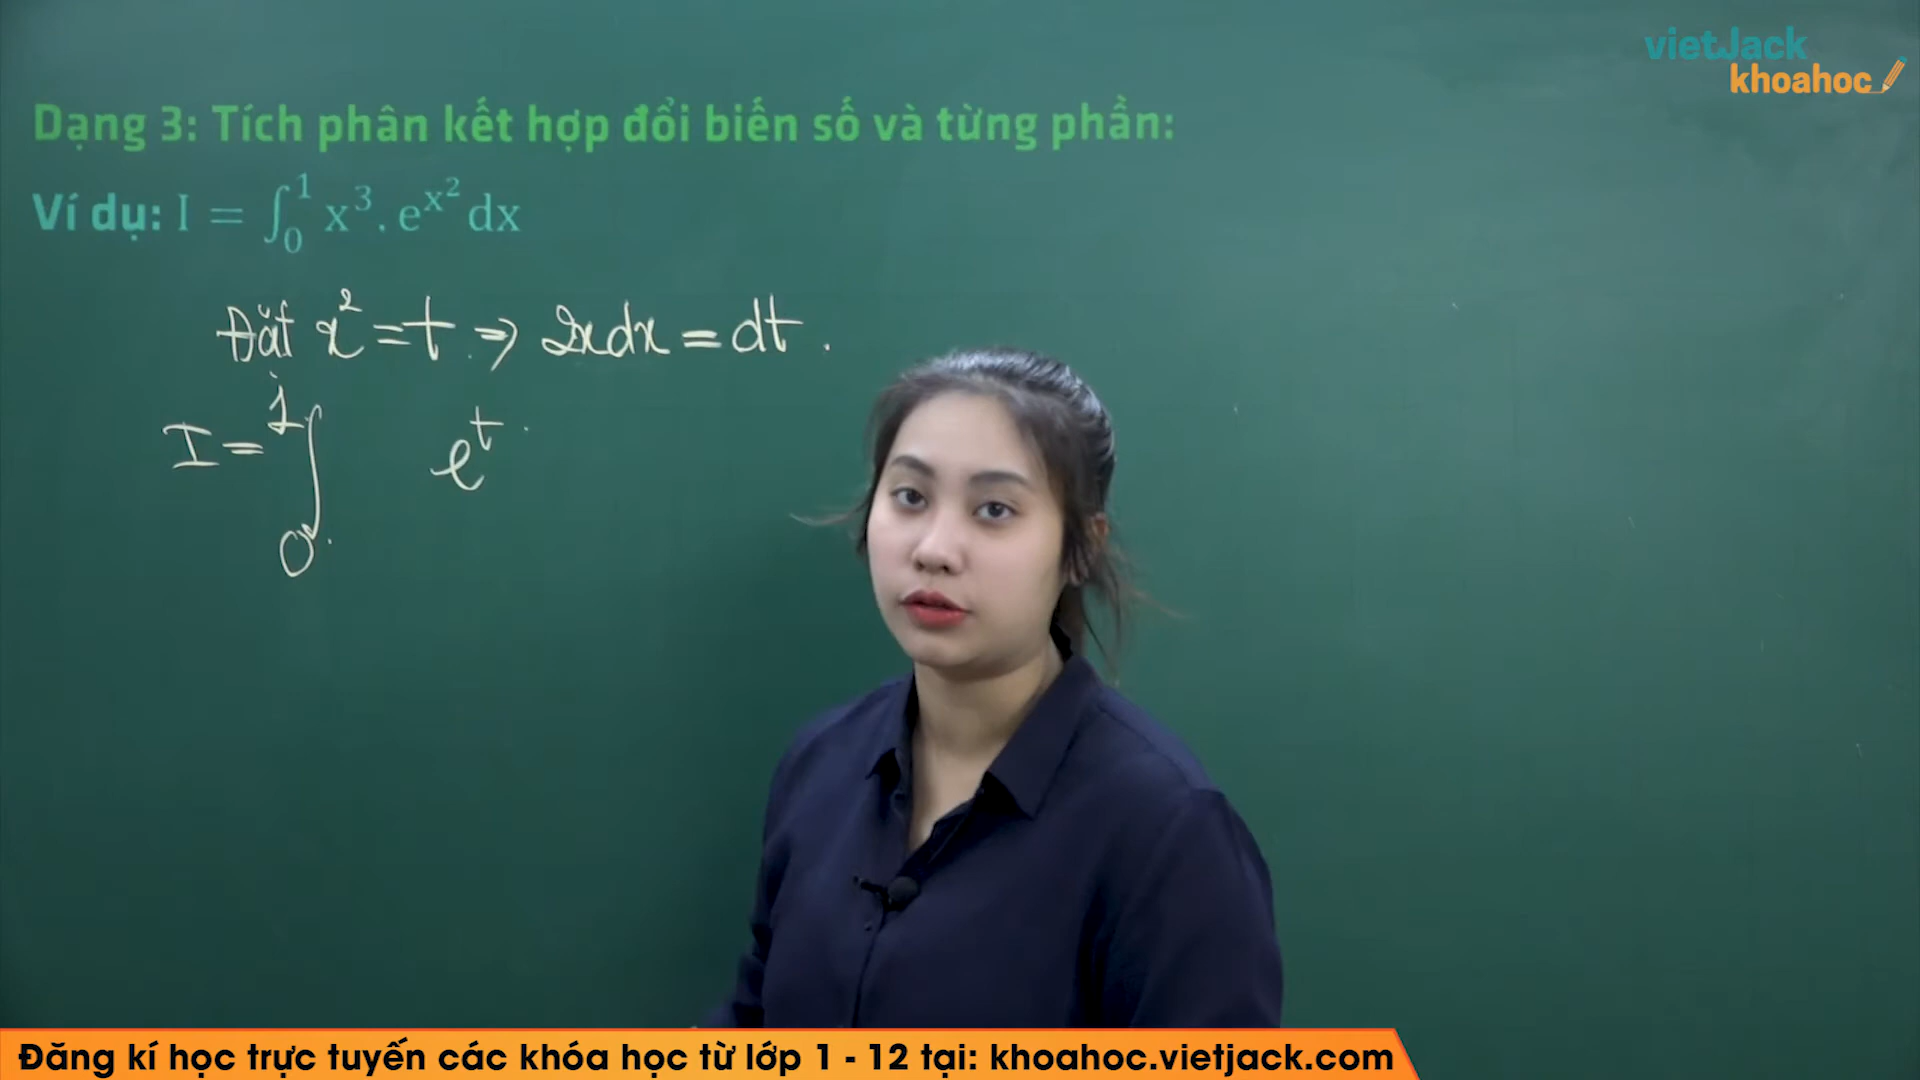 vietJack
khoahoc
Dạng 3: Tích phân kết hợp đổi biến số và từng phần:
Ví dụ: I = ∫₀¹ x³.e^{x²} dx
Đặt x² = t ⇒ 2xdx = dt.
I = ∫₀¹ e^t
Đăng kí học trực tuyến các khóa học từ lớp 1 - 12 tại: khoahoc.vietjack.com